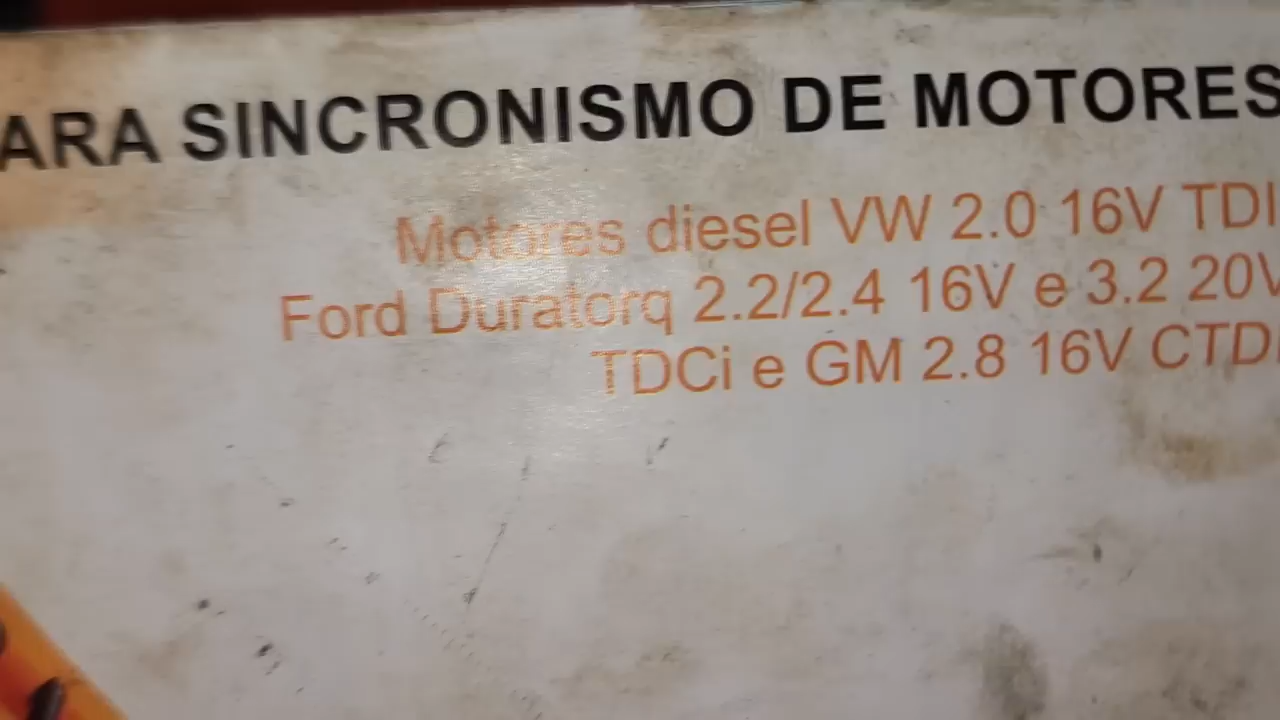 ARA SINCRONISMO DE MOTORES
Motores diesel VW 2.0 16V TDI
Ford Duratorq 2.2/2.4 16V e 3.2 20V
TDCi e GM 2.8 16V CTDI